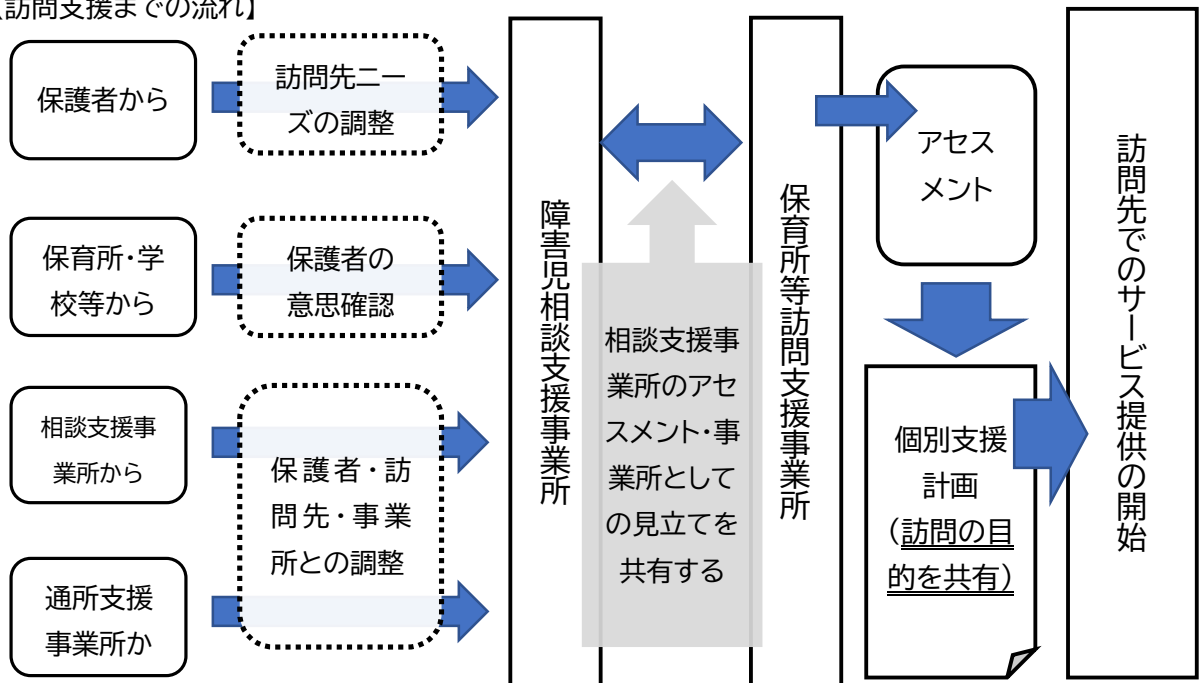 【訪問支援までの流れ】
保護者から
訪問先ニー
ズの調整
保育所・学
校等から
保護者の
意思確認
相談支援事
業所から
通所支援
事業所か
保護者・訪
問先・事業
所との調整
障害児相談支援事業所
相談支援事
業所のアセ
スメント・事
業所として
の見立てを
共有する
保育所等訪問支援事業所
アセス
メント
個別支援
計画
（訪問の目
的を共有）
訪問先でのサービス提供の開始